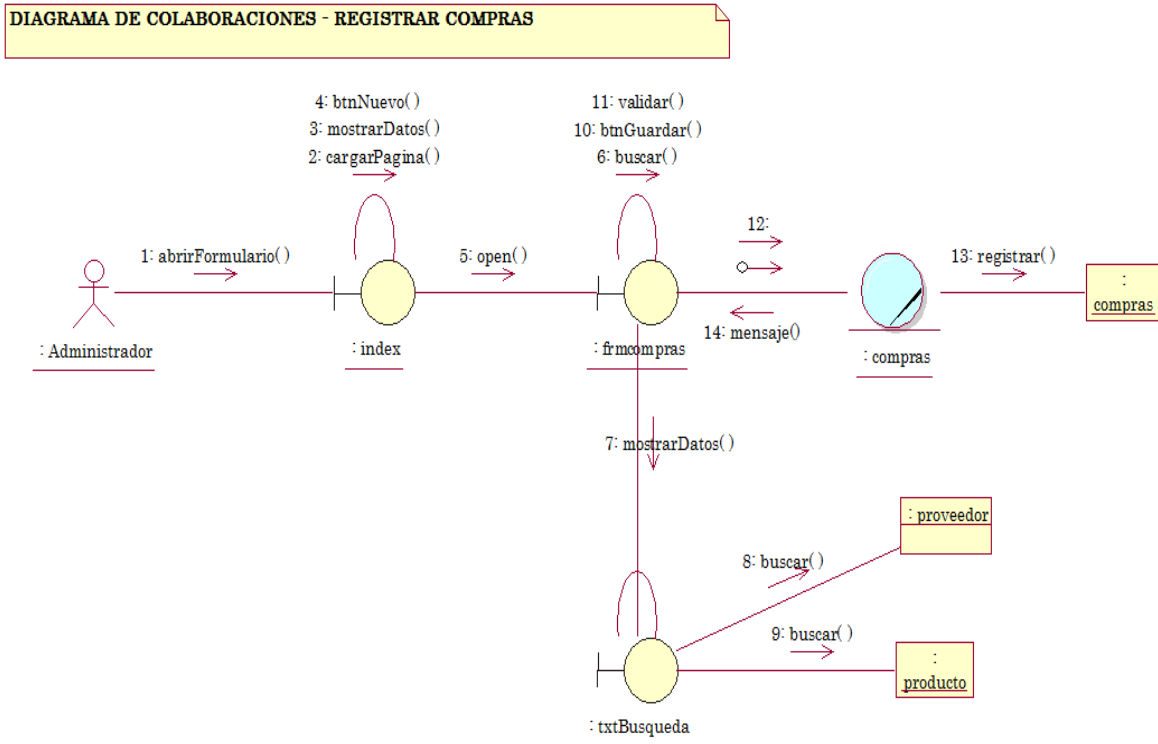 DIAGRAMA DE COLABORACIONES - REGISTRAR COMPRAS
4: btnNuevo( )
3: mostrarDatos( )
2: cargarPagina( )
11: validar( )
10: btnGuardar( )
6: buscar( )
1: abrirFormulario( )
5: open( )
12:
13: registrar( )
14: mensaje()
: Administrador
: index
: frmcompras
: compras
:
compras
7: mostrarDatos( )
: proveedor
8: buscar( )
9: buscar( )
:
producto
: txtBusqueda